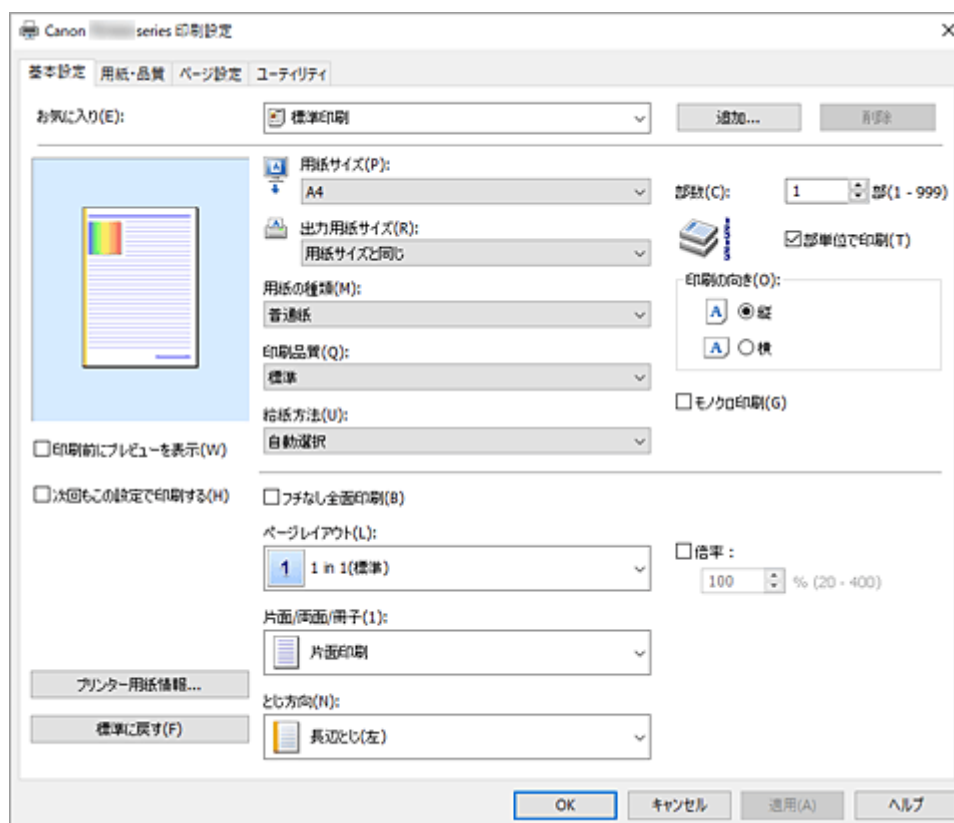 Canon series 印刷設定
基本設定 用紙・品質 ページ設定 ユーティリティ
お気に入り(E): 標準印刷 追加... 削除
用紙サイズ(P):
A4
部数(C): 1 部(1 - 999)
出力用紙サイズ(R):
用紙サイズと同じ
部単位で印刷(T)
用紙の種類(M):
普通紙
印刷の向き(O):
A 縦
A 横
印刷品質(Q):
標準
モノクロ印刷(G)
給紙方法(U):
自動選択
印刷前にプレビューを表示(W)
次回もこの設定で印刷する(H)
フチなし全面印刷(B)
ページレイアウト(L):
1 1 in 1(標準)
倍率：
100 % (20 - 400)
片面/両面/冊子(1):
片面印刷
プリンター用紙情報...
とじ方向(N):
標準に戻す(F)
長辺とじ(左)
OK キャンセル 適用(A) ヘルプ